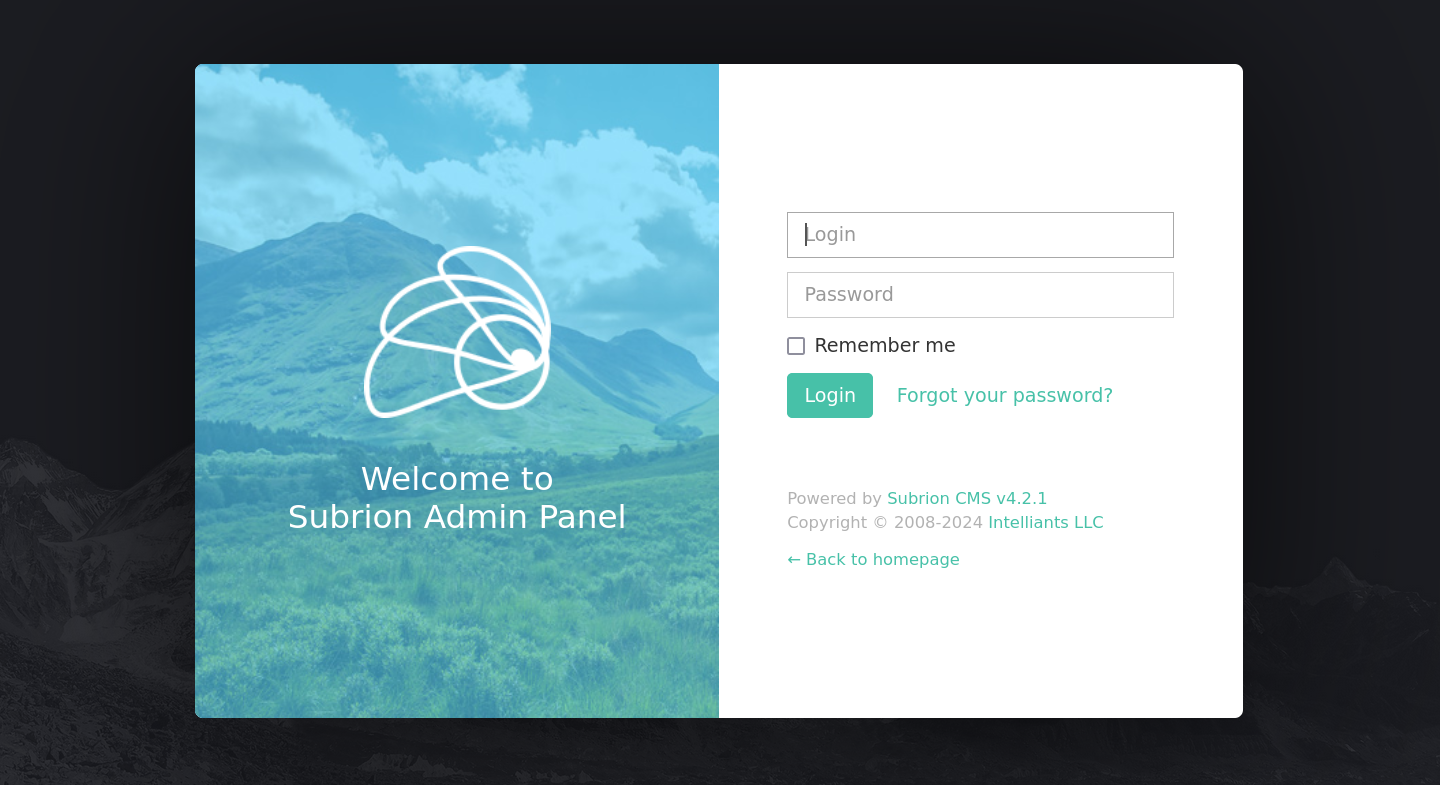 Welcome to
Subrion Admin Panel
Login
Password
Remember me
Login Forgot your password?
Powered by Subrion CMS v4.2.1
Copyright © 2008-2024 Intelliants LLC
← Back to homepage